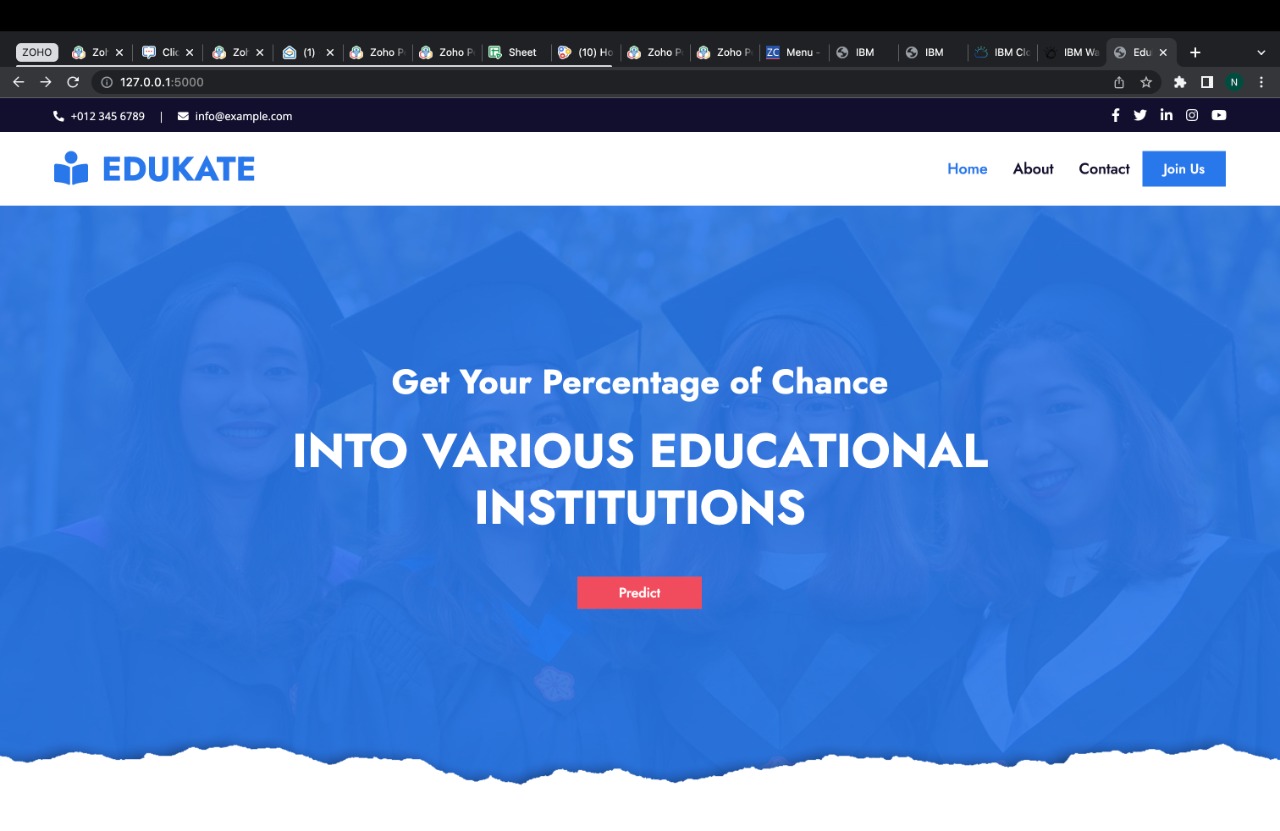 ZOHO Zoh Clic Zoh (1) Zoho P Zoho P Sheet (10) Ho Zoho P Zoho P ZC Menu - IBM IBM IBM Clo IBM Wa Edu
127.0.0.1:5000 N
+012 345 6789 | info@example.com
EDUKATE Home About Contact Join Us
Get Your Percentage of Chance
INTO VARIOUS EDUCATIONAL
INSTITUTIONS
Predict